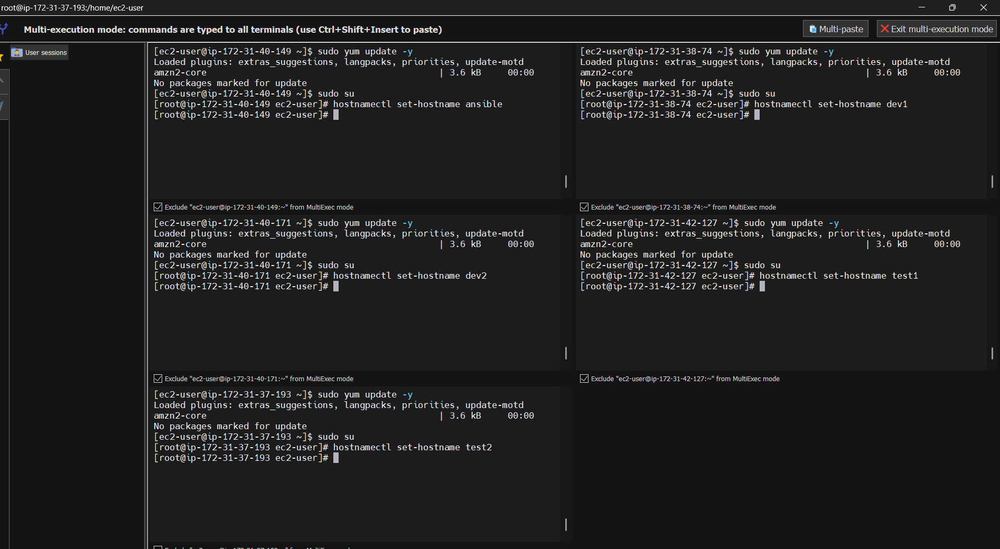 root@ip-172-31-37-193:/home/ec2-user
Multi-execution mode: commands are typed to all terminals (use Ctrl+Shift+Insert to paste)
Multi-paste
Exit multi-execution mode
User sessions
[ec2-user@ip-172-31-40-149 ~]$ sudo yum update -y
Loaded plugins: extras_suggestions, langpacks, priorities, update-motd
amzn2-core | 3.6 kB 00:00
No packages marked for update
[ec2-user@ip-172-31-40-149 ~]$ sudo su
[root@ip-172-31-40-149 ec2-user]# hostnamectl set-hostname ansible
[root@ip-172-31-40-149 ec2-user]#
Exclude "ec2-user@ip-172-31-40-149:~" from MultiExec mode
[ec2-user@ip-172-31-38-74 ~]$ sudo yum update -y
Loaded plugins: extras_suggestions, langpacks, priorities, update-motd
amzn2-core | 3.6 kB 00:00
No packages marked for update
[ec2-user@ip-172-31-38-74 ~]$ sudo su
[root@ip-172-31-38-74 ec2-user]# hostnamectl set-hostname dev1
[root@ip-172-31-38-74 ec2-user]#
Exclude "ec2-user@ip-172-31-38-74:~" from MultiExec mode
[ec2-user@ip-172-31-40-171 ~]$ sudo yum update -y
Loaded plugins: extras_suggestions, langpacks, priorities, update-motd
amzn2-core | 3.6 kB 00:00
No packages marked for update
[ec2-user@ip-172-31-40-171 ~]$ sudo su
[root@ip-172-31-40-171 ec2-user]# hostnamectl set-hostname dev2
[root@ip-172-31-40-171 ec2-user]#
Exclude "ec2-user@ip-172-31-40-171:~" from MultiExec mode
[ec2-user@ip-172-31-42-127 ~]$ sudo yum update -y
Loaded plugins: extras_suggestions, langpacks, priorities, update-motd
amzn2-core | 3.6 kB 00:00
No packages marked for update
[ec2-user@ip-172-31-42-127 ~]$ sudo su
[root@ip-172-31-42-127 ec2-user]# hostnamectl set-hostname test1
[root@ip-172-31-42-127 ec2-user]#
Exclude "ec2-user@ip-172-31-42-127:~" from MultiExec mode
[ec2-user@ip-172-31-37-193 ~]$ sudo yum update -y
Loaded plugins: extras_suggestions, langpacks, priorities, update-motd
amzn2-core | 3.6 kB 00:00
No packages marked for update
[ec2-user@ip-172-31-37-193 ~]$ sudo su
[root@ip-172-31-37-193 ec2-user]# hostnamectl set-hostname test2
[root@ip-172-31-37-193 ec2-user]#